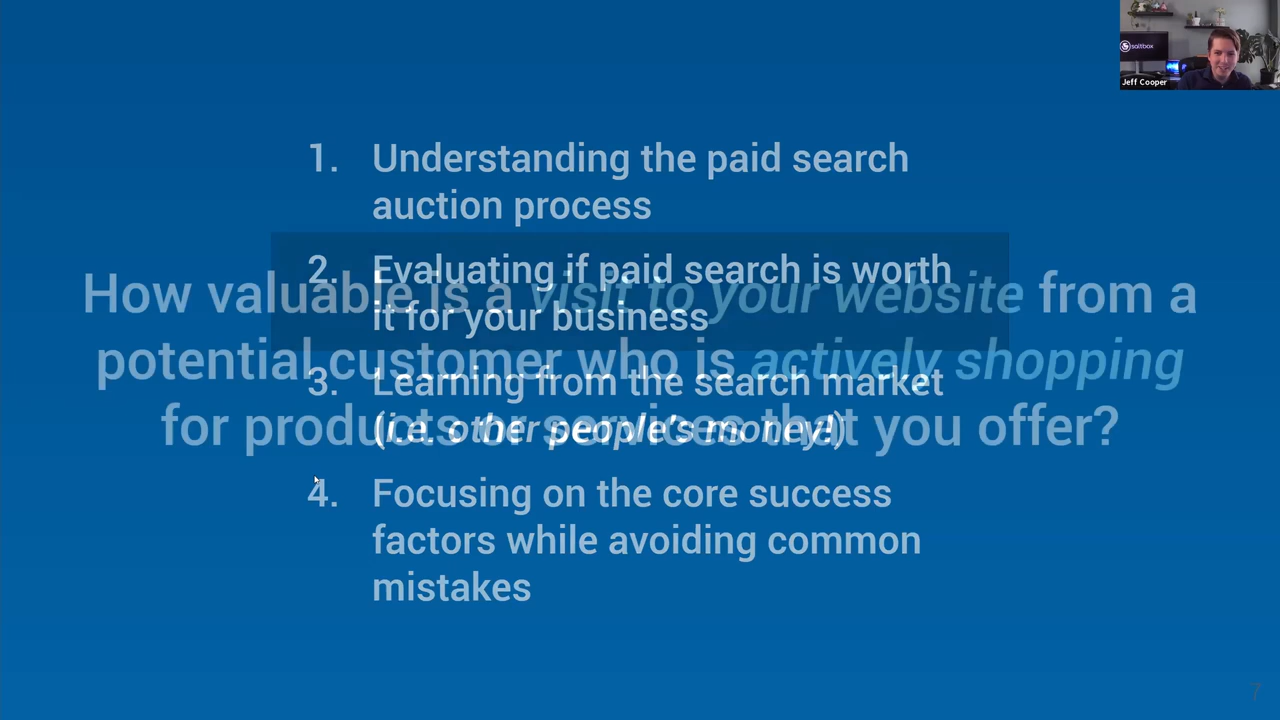 saltbox
Jeff Cooper
1. Understanding the paid search
auction process
2. Evaluating if paid search is worth
it for your business
3. Learning from the search market
(i.e. other people's money!)
4. Focusing on the core success
factors while avoiding common
mistakes
How valuable is a visit to your website from a
potential customer who is actively shopping
for products or services that you offer?
7